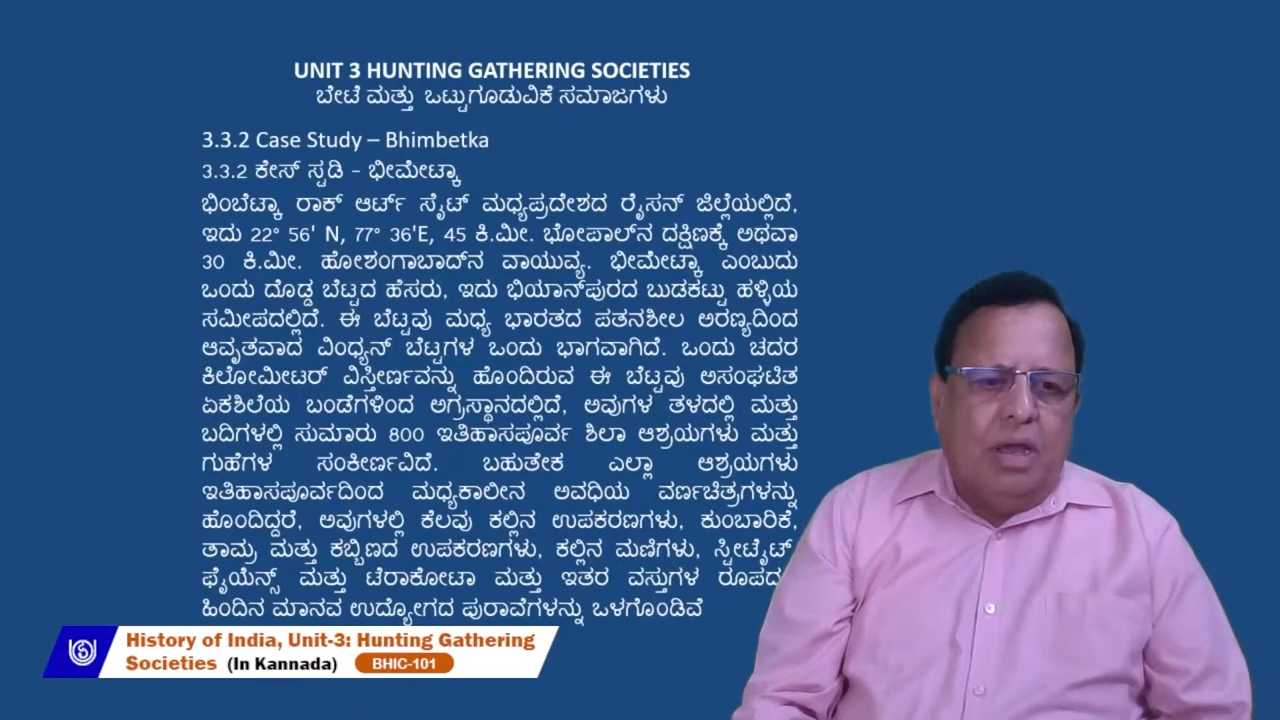 UNIT 3 HUNTING GATHERING SOCIETIES
ಬೇಟೆ ಮತ್ತು ಒಟ್ಟುಗೂಡುವಿಕೆ ಸಮಾಜಗಳು
3.3.2 Case Study – Bhimbetka
3.3.2 ಕೇಸ್ ಸ್ಟಡಿ – ಭೀಮೇಟ್ಕಾ
ಭಿಂಬೆಟ್ಕಾ ರಾಕ್ ಆರ್ಟ್ ಸೈಟ್ ಮಧ್ಯಪ್ರದೇಶದ ರೈಸನ್ ಜಿಲ್ಲೆಯಲ್ಲಿದೆ,
ಇದು 22° 56' N, 77° 36'E, 45 ಕಿ.ಮೀ. ಭೋಪಾಲ್‌ನ ದಕ್ಷಿಣಕ್ಕೆ ಅಥವಾ
30 ಕಿ.ಮೀ. ಹೋಶಂಗಾಬಾದ್‌ನ ವಾಯುವ್ಯ. ಭೀಮೇಟ್ಕಾ ಎಂಬುದು
ಒಂದು ದೊಡ್ಡ ಬೆಟ್ಟದ ಹೆಸರು, ಇದು ಭಿಯಾನ್‌ಪುರದ ಬುಡಕಟ್ಟು ಹಳ್ಳಿಯ
ಸಮೀಪದಲ್ಲಿದೆ. ಈ ಬೆಟ್ಟವು ಮಧ್ಯ ಭಾರತದ ಪತನಶೀಲ ಅರಣ್ಯದಿಂದ
ಆವೃತವಾದ ವಿಂಧ್ಯನ್ ಬೆಟ್ಟಗಳ ಒಂದು ಭಾಗವಾಗಿದೆ. ಒಂದು ಚದರ
ಕಿಲೋಮೀಟರ್ ವಿಸ್ತೀರ್ಣವನ್ನು ಹೊಂದಿರುವ ಈ ಬೆಟ್ಟವು ಅಸಂಘಟಿತ
ಏಕಶಿಲೆಯ ಬಂಡೆಗಳಿಂದ ಅಗ್ರಸ್ಥಾನದಲ್ಲಿದೆ, ಅವುಗಳ ತಳದಲ್ಲಿ ಮತ್ತು
ಬದಿಗಳಲ್ಲಿ ಸುಮಾರು 800 ಇತಿಹಾಸಪೂರ್ವ ಶಿಲಾ ಆಶ್ರಯಗಳು ಮತ್ತು
ಗುಹೆಗಳ ಸಂಕೀರ್ಣವಿದೆ. ಬಹುತೇಕ ಎಲ್ಲಾ ಆಶ್ರಯಗಳು
ಇತಿಹಾಸಪೂರ್ವದಿಂದ ಮಧ್ಯಕಾಲೀನ ಅವಧಿಯ ವರ್ಣಚಿತ್ರಗಳನ್ನು
ಹೊಂದಿದ್ದರೆ, ಅವುಗಳಲ್ಲಿ ಕೆಲವು ಕಲ್ಲಿನ ಉಪಕರಣಗಳು, ಕುಂಬಾರಿಕೆ,
ತಾಮ್ರ ಮತ್ತು ಕಬ್ಬಿಣದ ಉಪಕರಣಗಳು, ಕಲ್ಲಿನ ಮಣಿಗಳು, ಸ್ಟೀಟೈಟ್,
ಫೈಯೆನ್ಸ್ ಮತ್ತು ಟೆರಾಕೋಟಾ ಮತ್ತು ಇತರ ವಸ್ತುಗಳ
ಹಿಂದಿನ ಮಾನವ ಉದ್ಯೋಗದ ಪುರಾವೆಗಳನ್ನು ಒಳಗೊಂಡಿವೆ
History of India, Unit-3: Hunting Gathering
Societies (In Kannada) BHIC-101